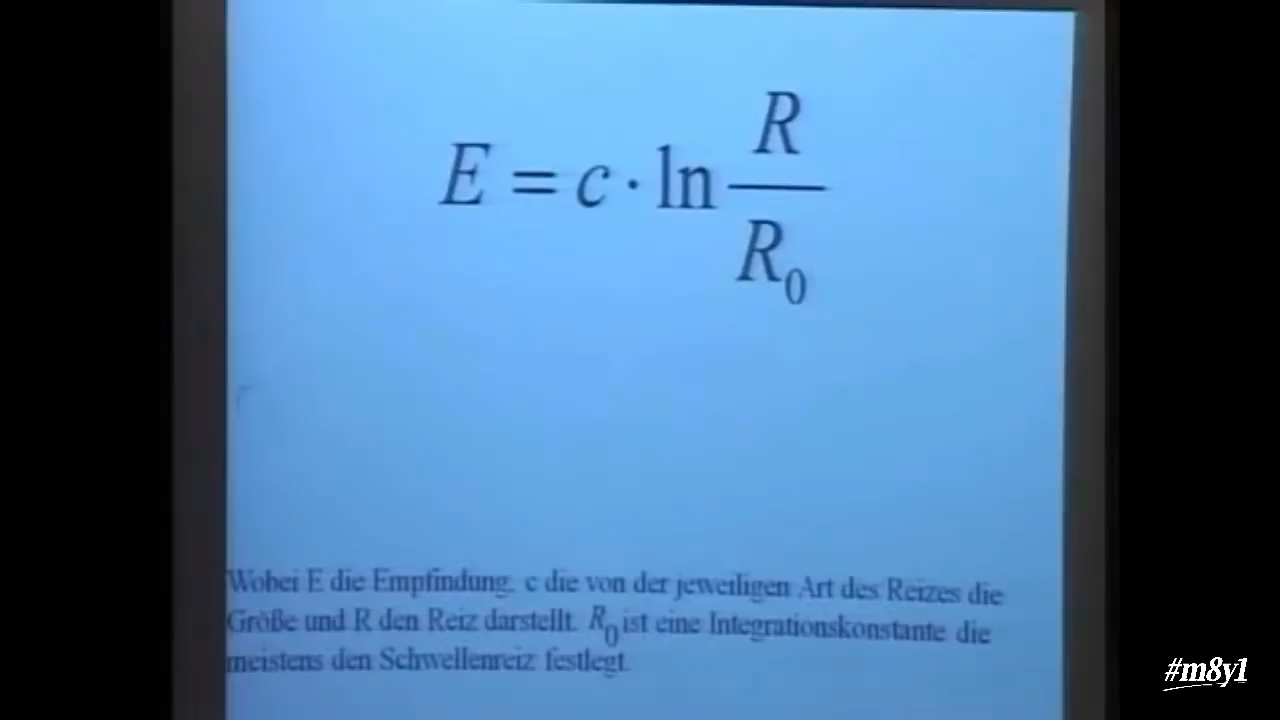 E = c · ln R/R₀
Wobei E die Empfindung, c die von der jeweiligen Art des Reizes die
Größe und R den Reiz darstellt. R₀ ist eine Integrationskonstante die
meistens den Schwellenreiz festlegt.
#m8y1